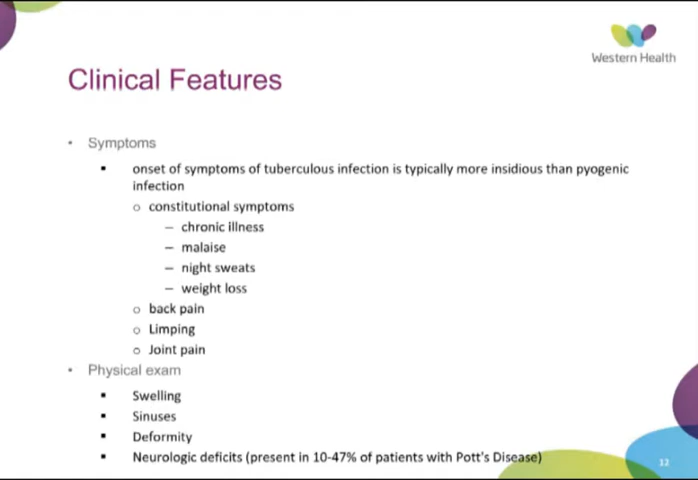 Western Health
Clinical Features
• Symptoms
▪ onset of symptoms of tuberculous infection is typically more insidious than pyogenic
infection
o constitutional symptoms
– chronic illness
– malaise
– night sweats
– weight loss
o back pain
o Limping
o Joint pain
• Physical exam
▪ Swelling
▪ Sinuses
▪ Deformity
▪ Neurologic deficits (present in 10-47% of patients with Pott's Disease)